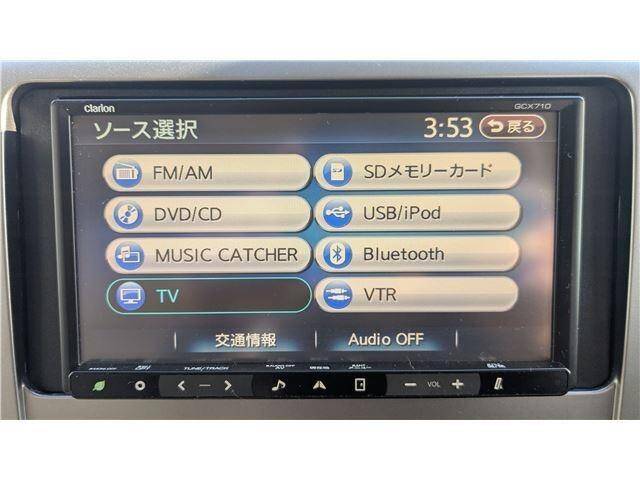 clarion
GCX710
ソース選択
3:53
戻る
FM/AM
SDメモリーカード
DVD/CD
USB/iPod
MUSIC CATCHER
Bluetooth
TV
VTR
交通情報
Audio OFF
TUNE/TRACK
VOL